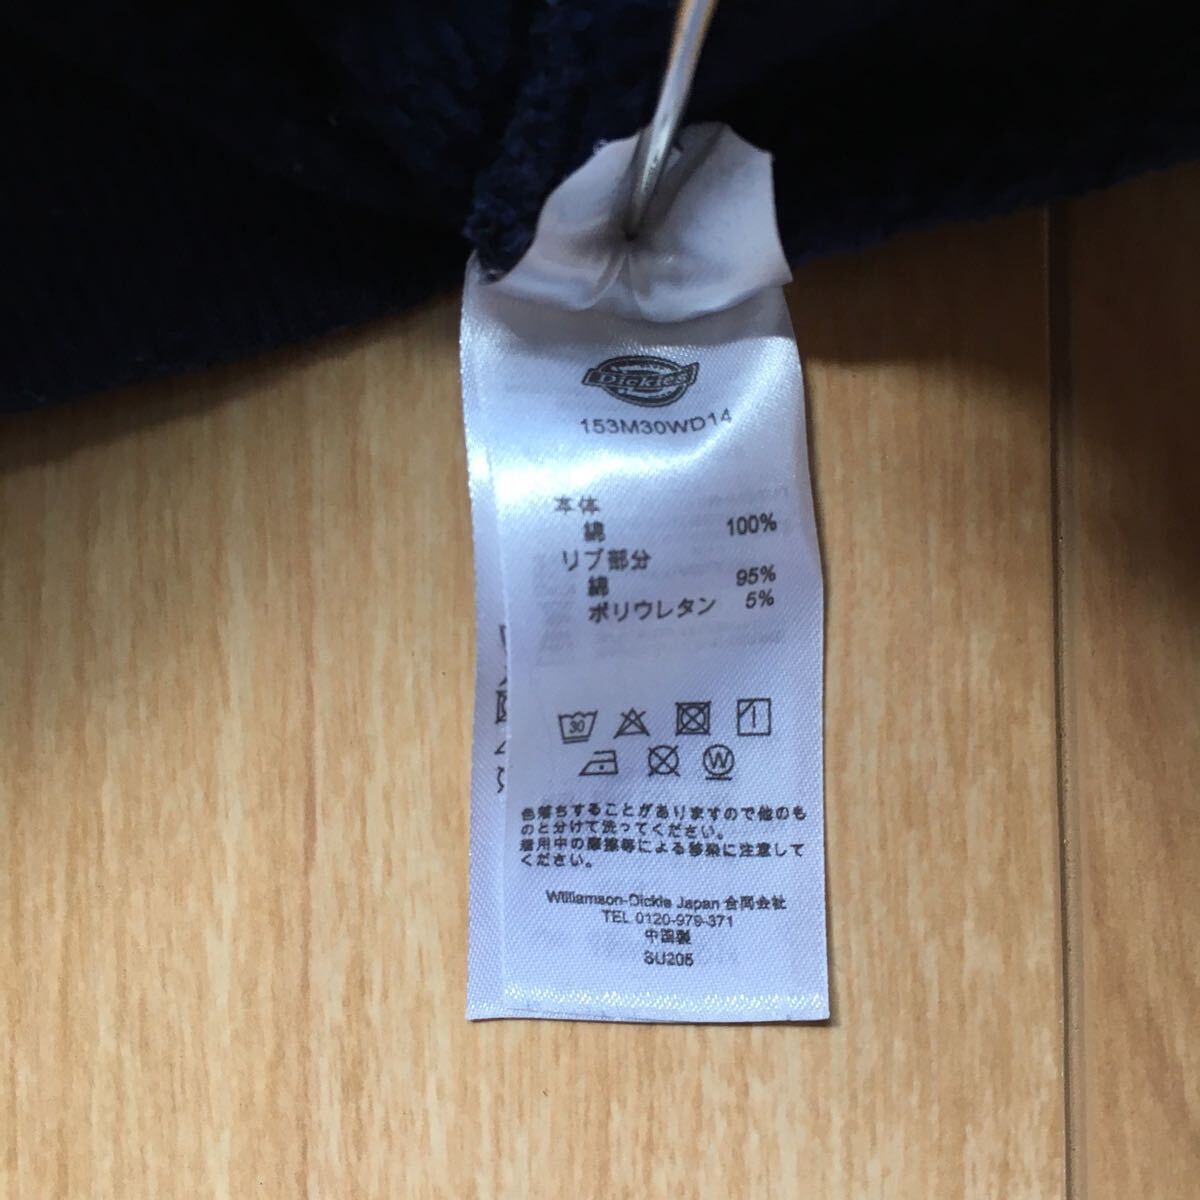 Dickies
153M30WD14
本体
綿 100%
リブ部分
綿 95%
ポリウレタン 5%
30
W
色落ちすることがありますので他のも
のと分けて洗ってください。
着用中の摩擦等による移染に注意して
ください。
Williamson-Dickie Japan 合同会社
TEL 0120-979-371
中国製
SU205